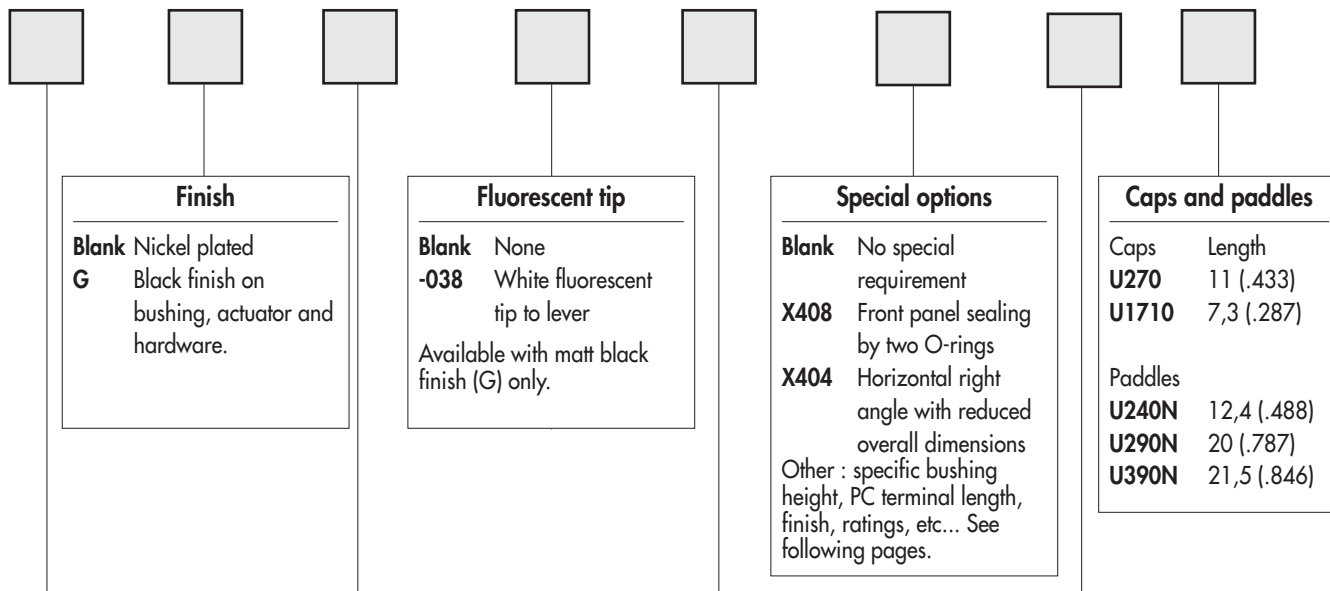 Finish
Blank Nickel plated
G Black finish on
bushing, actuator and
hardware.
Fluorescent tip
Blank None
-038 White fluorescent
tip to lever
Available with matt black
finish (G) only.
Special options
Blank No special
requirement
X408 Front panel sealing
by two O-rings
X404 Horizontal right
angle with reduced
overall dimensions
Other : specific bushing
height, PC terminal length,
finish, ratings, etc... See
following pages.
Caps and paddles
Caps Length
U270 11 (.433)
U1710 7,3 (.287)
Paddles
U240N 12,4 (.488)
U290N 20 (.787)
U390N 21,5 (.846)